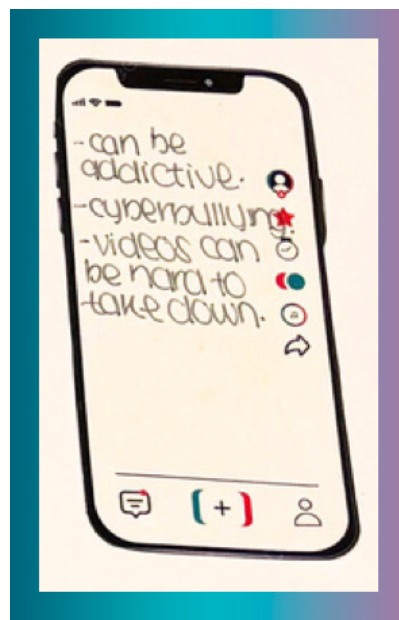 -can be
addictive.
-cyberbullying.
-videos can
be hard to
take down.